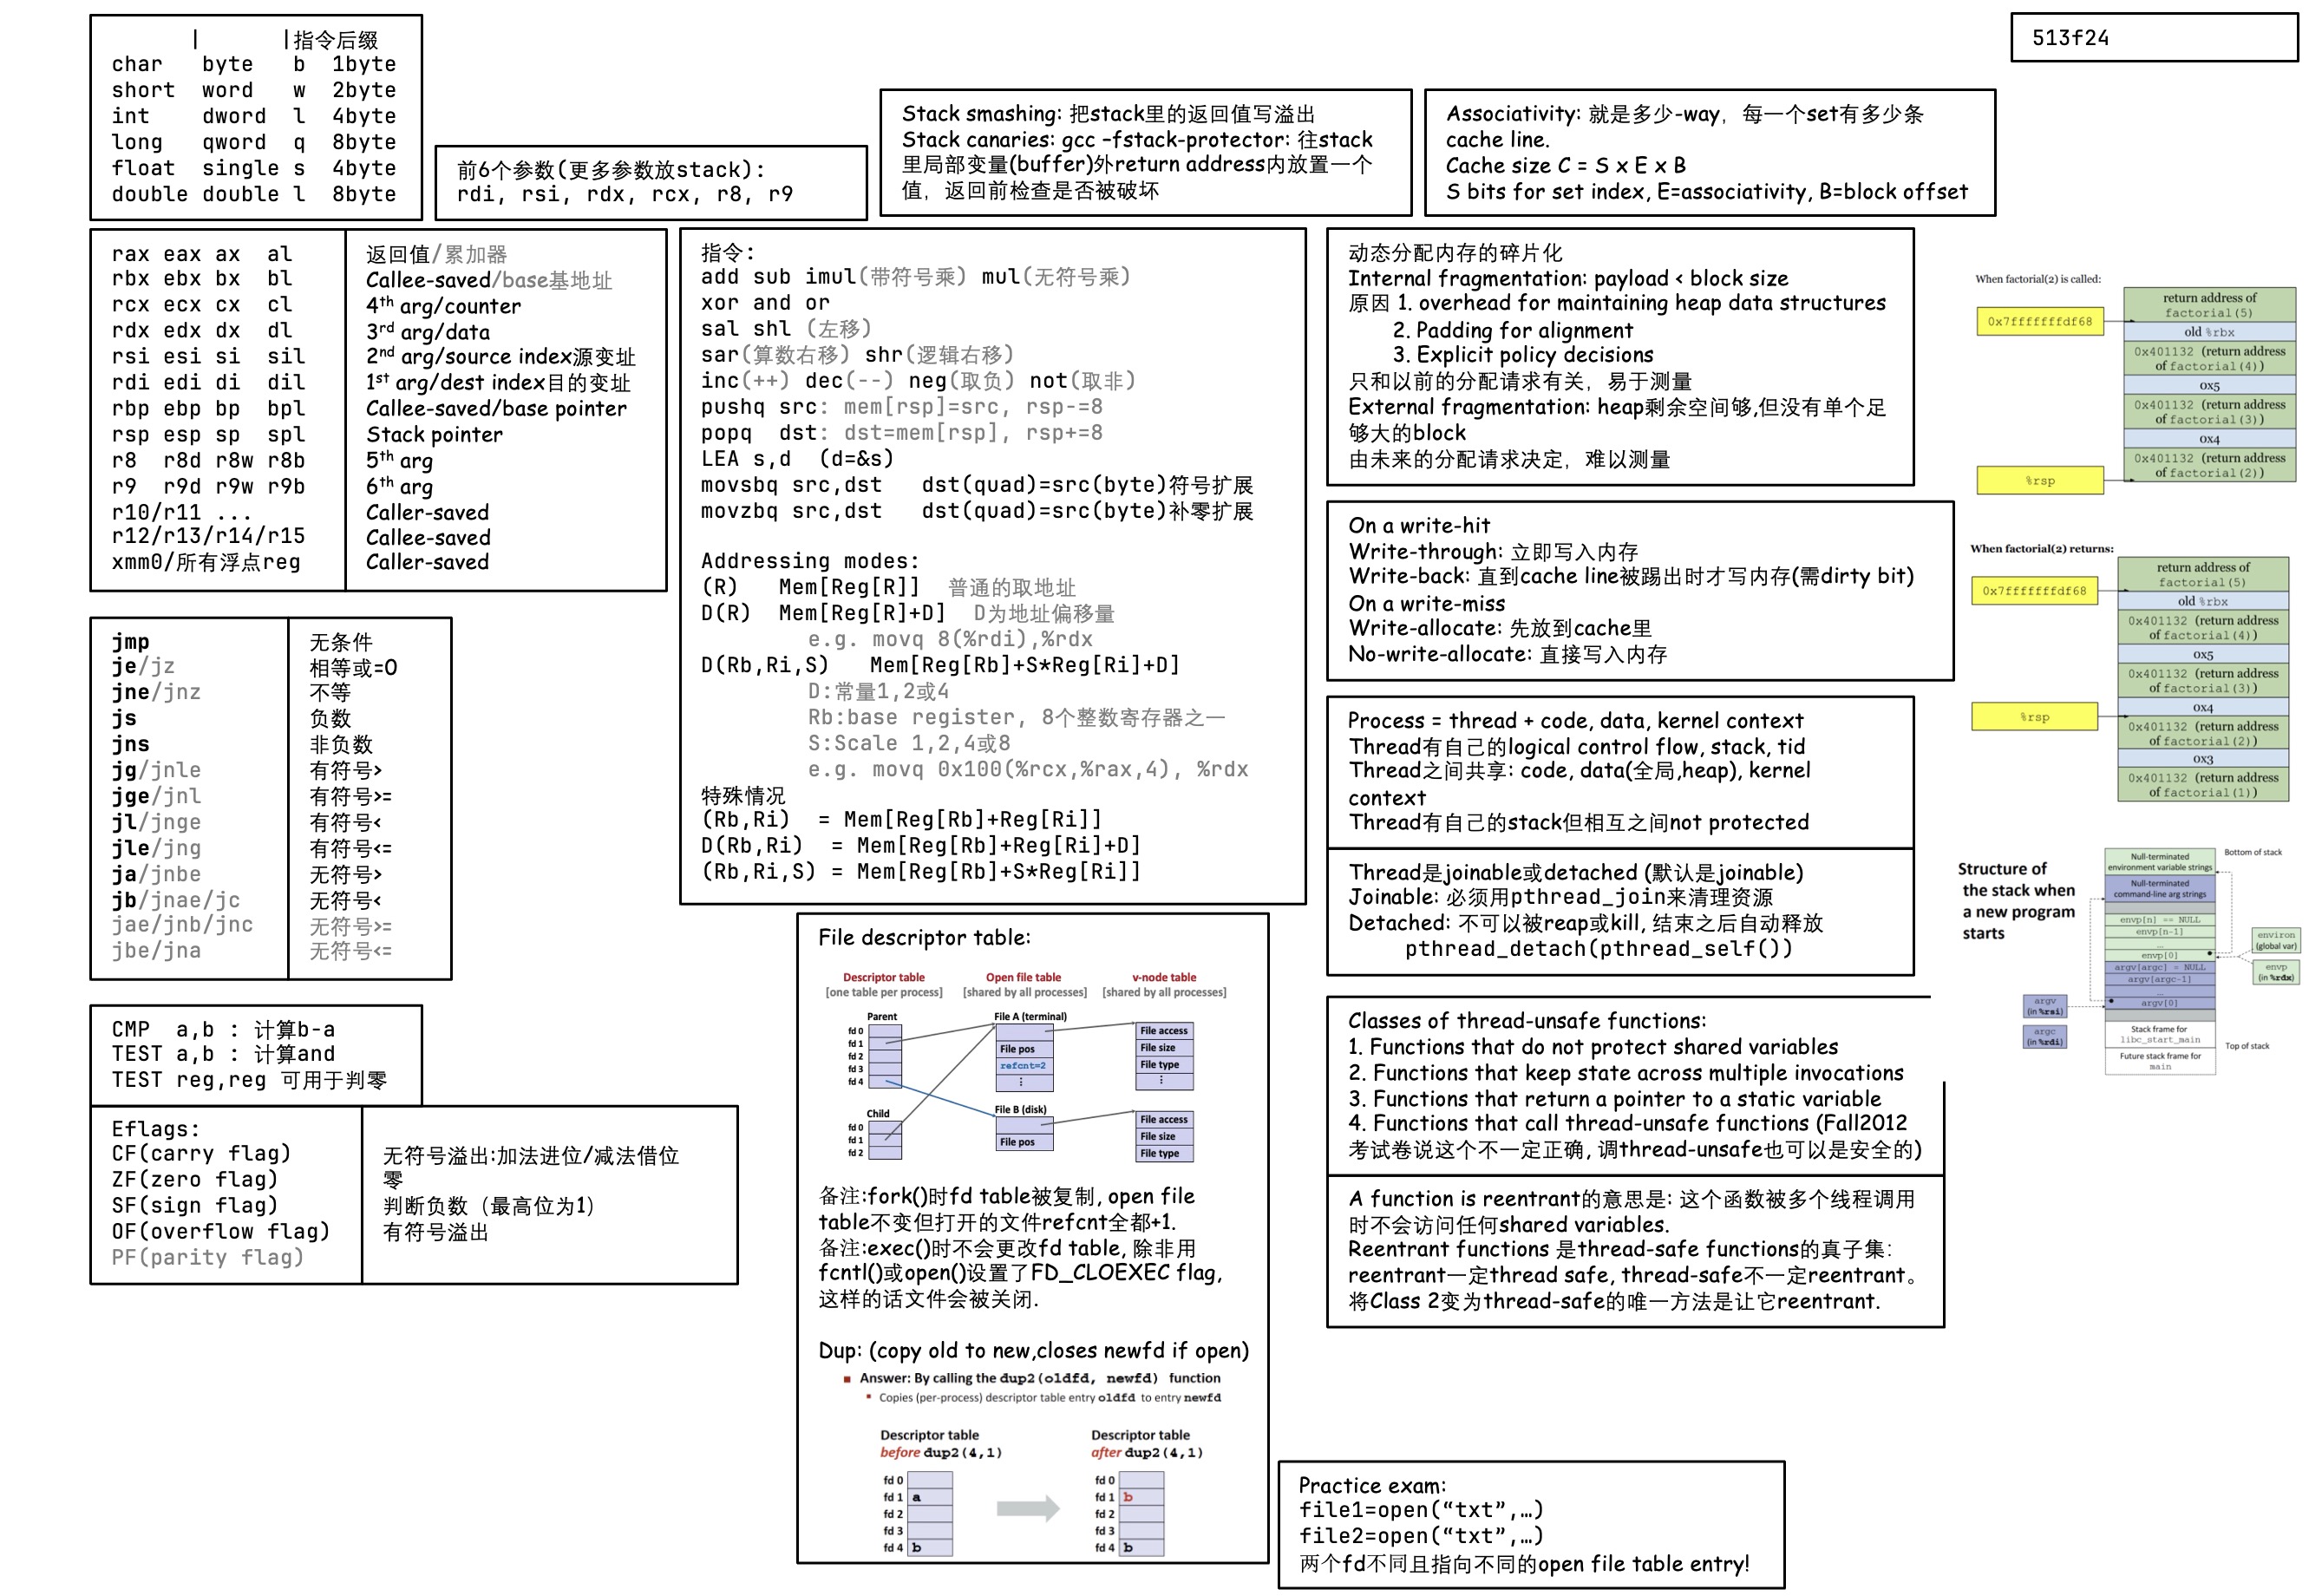 | |指令后缀
char byte b 1byte
short word w 2byte
int dword l 4byte
long qword q 8byte
float single s 4byte
double double l 8byte
513f24
前6个参数(更多参数放stack):
rdi, rsi, rdx, rcx, r8, r9
Stack smashing: 把stack里的返回值写溢出
Stack canaries: gcc -fstack-protector: 往stack
里局部变量(buffer)外return address内放置一个
值，返回前检查是否被破坏
Associativity: 就是多少-way，每一个set有多少条
cache line.
Cache size C = S x E x B
S bits for set index, E=associativity, B=block offset
rax eax ax al 返回值/累加器
rbx ebx bx bl Callee-saved/base基地址
rcx ecx cx cl 4th arg/counter
rdx edx dx dl 3rd arg/data
rsi esi si sil 2nd arg/source index源变址
rdi edi di dil 1st arg/dest index目的变址
rbp ebp bp bpl Callee-saved/base pointer
rsp esp sp spl Stack pointer
r8 r8d r8w r8b 5th arg
r9 r9d r9w r9b 6th arg
r10/r11 ... Caller-saved
r12/r13/r14/r15 Callee-saved
xmm0/所有浮点reg Caller-saved
jmp 无条件
je/jz 相等或=0
jne/jnz 不等
js 负数
jns 非负数
jg/jnle 有符号>
jge/jnl 有符号>=
jl/jnge 有符号<
jle/jng 有符号<=
ja/jnbe 无符号>
jb/jnae/jc 无符号<
jae/jnb/jnc 无符号>=
jbe/jna 无符号<=
CMP a,b : 计算b-a
TEST a,b : 计算and
TEST reg,reg 可用于判零
Eflags:
CF(carry flag) 无符号溢出:加法进位/减法借位
ZF(zero flag) 零
SF(sign flag) 判断负数（最高位为1）
OF(overflow flag) 有符号溢出
PF(parity flag)
指令:
add sub imul(带符号乘) mul(无符号乘)
xor and or
sal shl (左移)
sar(算数右移) shr(逻辑右移)
inc(++) dec(--) neg(取负) not(取非)
pushq src: mem[rsp]=src, rsp-=8
popq dst: dst=mem[rsp], rsp+=8
LEA s,d (d=&s)
movsbq src,dst dst(quad)=src(byte)符号扩展
movzbq src,dst dst(quad)=src(byte)补零扩展
Addressing modes:
(R) Mem[Reg[R]] 普通的取地址
D(R) Mem[Reg[R]+D] D为地址偏移量
e.g. movq 8(%rdi),%rdx
D(Rb,Ri,S) Mem[Reg[Rb]+S*Reg[Ri]+D]
D:常量1,2或4
Rb:base register, 8个整数寄存器之一
S:Scale 1,2,4或8
e.g. movq 0x100(%rcx,%rax,4), %rdx
特殊情况
(Rb,Ri) = Mem[Reg[Rb]+Reg[Ri]]
D(Rb,Ri) = Mem[Reg[Rb]+Reg[Ri]+D]
(Rb,Ri,S) = Mem[Reg[Rb]+S*Reg[Ri]]
File descriptor table:
Descriptor table Open file table v-node table
[one table per process] [shared by all processes] [shared by all processes]
Parent
fd 0
fd 1
fd 2
fd 3
fd 4
File A (terminal)
File pos
refcnt=2
⋮
File access
File size
File type
⋮
Child
fd 0
fd 1
fd 2
File B (disk)
File pos
File access
File size
File type
备注:fork()时fd table被复制, open file
table不变但打开的文件refcnt全都+1.
备注:exec()时不会更改fd table, 除非用
fcntl()或open()设置了FD_CLOEXEC flag,
这样的话文件会被关闭.
Dup: (copy old to new,closes newfd if open)
■ Answer: By calling the dup2(oldfd, newfd) function
▪ Copies (per-process) descriptor table entry oldfd to entry newfd
Descriptor table
before dup2(4,1)
fd 0
fd 1 a
fd 2
fd 3
fd 4 b
Descriptor table
after dup2(4,1)
fd 0
fd 1 b
fd 2
fd 3
fd 4 b
动态分配内存的碎片化
Internal fragmentation: payload < block size
原因 1. overhead for maintaining heap data structures
2. Padding for alignment
3. Explicit policy decisions
只和以前的分配请求有关，易于测量
External fragmentation: heap剩余空间够,但没有单个足
够大的block
由未来的分配请求决定，难以测量
On a write-hit
Write-through: 立即写入内存
Write-back: 直到cache line被踢出时才写内存(需dirty bit)
On a write-miss
Write-allocate: 先放到cache里
No-write-allocate: 直接写入内存
Process = thread + code, data, kernel context
Thread有自己的logical control flow, stack, tid
Thread之间共享: code, data(全局,heap), kernel
context
Thread有自己的stack但相互之间not protected
Thread是joinable或detached (默认是joinable)
Joinable: 必须用pthread_join来清理资源
Detached: 不可以被reap或kill, 结束之后自动释放
pthread_detach(pthread_self())
Classes of thread-unsafe functions:
1. Functions that do not protect shared variables
2. Functions that keep state across multiple invocations
3. Functions that return a pointer to a static variable
4. Functions that call thread-unsafe functions (Fall2012
考试卷说这个不一定正确, 调thread-unsafe也可以是安全的)
A function is reentrant的意思是: 这个函数被多个线程调用
时不会访问任何shared variables.
Reentrant functions 是thread-safe functions的真子集:
reentrant一定thread safe, thread-safe不一定reentrant。
将Class 2变为thread-safe的唯一方法是让它reentrant.
Practice exam:
file1=open(“txt”,…)
file2=open(“txt”,…)
两个fd不同且指向不同的open file table entry!
When factorial(2) is called:
0x7fffffffdf68
%rsp
return address of
factorial(5)
old %rbx
0x401132 (return address
of factorial(4))
0x5
0x401132 (return address
of factorial(3))
0x4
0x401132 (return address
of factorial(2))
When factorial(2) returns:
0x7fffffffdf68
%rsp
return address of
factorial(5)
old %rbx
0x401132 (return address
of factorial(4))
0x5
0x401132 (return address
of factorial(3))
0x4
0x401132 (return address
of factorial(2))
0x3
0x401132 (return address
of factorial(1))
Structure of
the stack when
a new program
starts
Null-terminated
environment variable strings
Null-terminated
command-line arg strings
envp[n] == NULL
envp[n-1]
...
envp[0]
argv[argc] = NULL
argv[argc-1]
...
argv[0]
Stack frame for
libc_start_main
Future stack frame for
main
Bottom of stack
environ
(global var)
envp
(in %rdx)
argv
(in %rsi)
argc
(in %rdi)
Top of stack